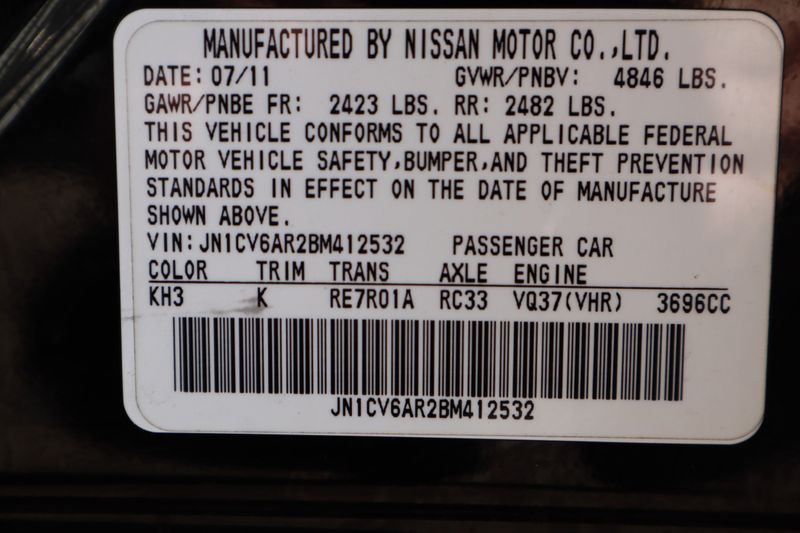 MANUFACTURED BY NISSAN MOTOR CO.,LTD.
DATE: 07/11 GVWR/PNBV: 4846 LBS.
GAWR/PNBE FR: 2423 LBS. RR: 2482 LBS.
THIS VEHICLE CONFORMS TO ALL APPLICABLE FEDERAL
MOTOR VEHICLE SAFETY,BUMPER,AND THEFT PREVENTION
STANDARDS IN EFFECT ON THE DATE OF MANUFACTURE
SHOWN ABOVE.
VIN:JN1CV6AR2BM412532 PASSENGER CAR
COLOR TRIM TRANS AXLE ENGINE
KH3 K RE7R01A RC33 VQ37(VHR) 3696CC
JN1CV6AR2BM412532